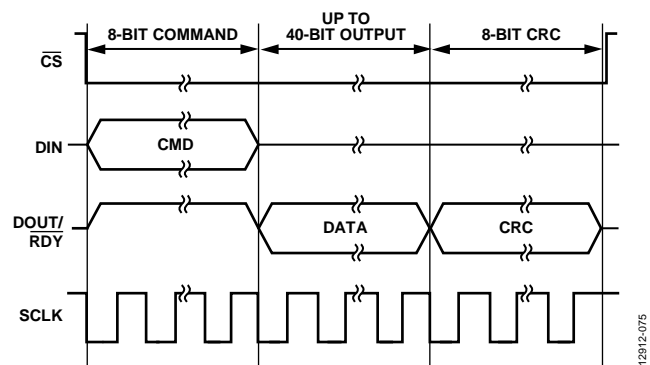 UP TO
8-BIT COMMAND 40-BIT OUTPUT 8-BIT CRC
CS
DIN CMD
DOUT/
RDY DATA CRC
SCLK
12912-075